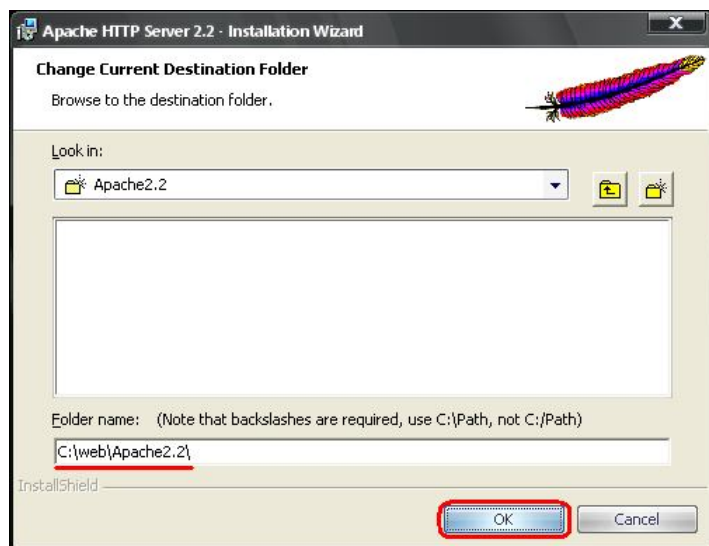 Apache HTTP Server 2.2 - Installation Wizard
x
Change Current Destination Folder
Browse to the destination folder.
Look in:
Apache2.2
Folder name: (Note that backslashes are required, use C:\Path, not C:/Path)
C:\web\Apache2.2\
InstallShield
OK Cancel